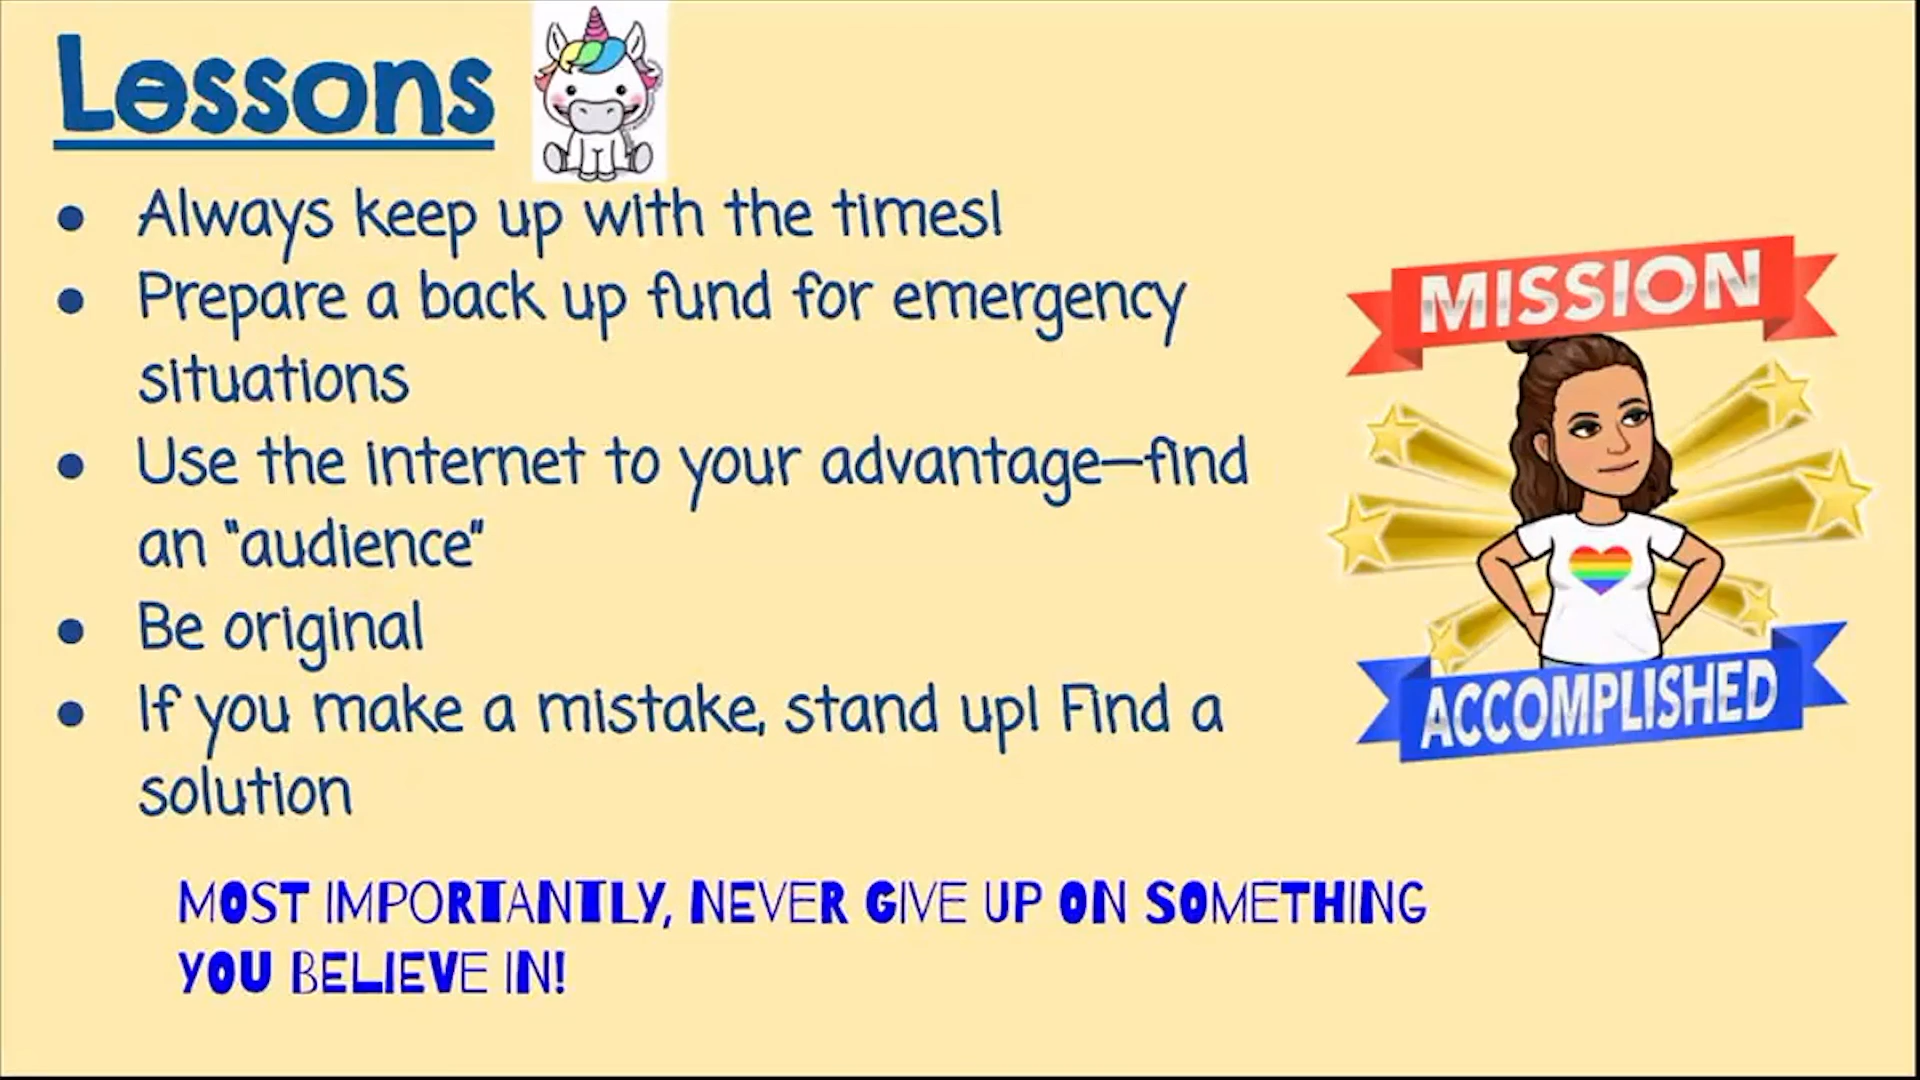 Lessons
Always keep up with the times!
Prepare a back up fund for emergency
situations
Use the internet to your advantage—find
an "audience"
Be original
If you make a mistake, stand up! Find a
solution
MISSION
ACCOMPLISHED
MOST IMPORTANTLY, NEVER GIVE UP ON SOMETHING
YOU BELIEVE IN!